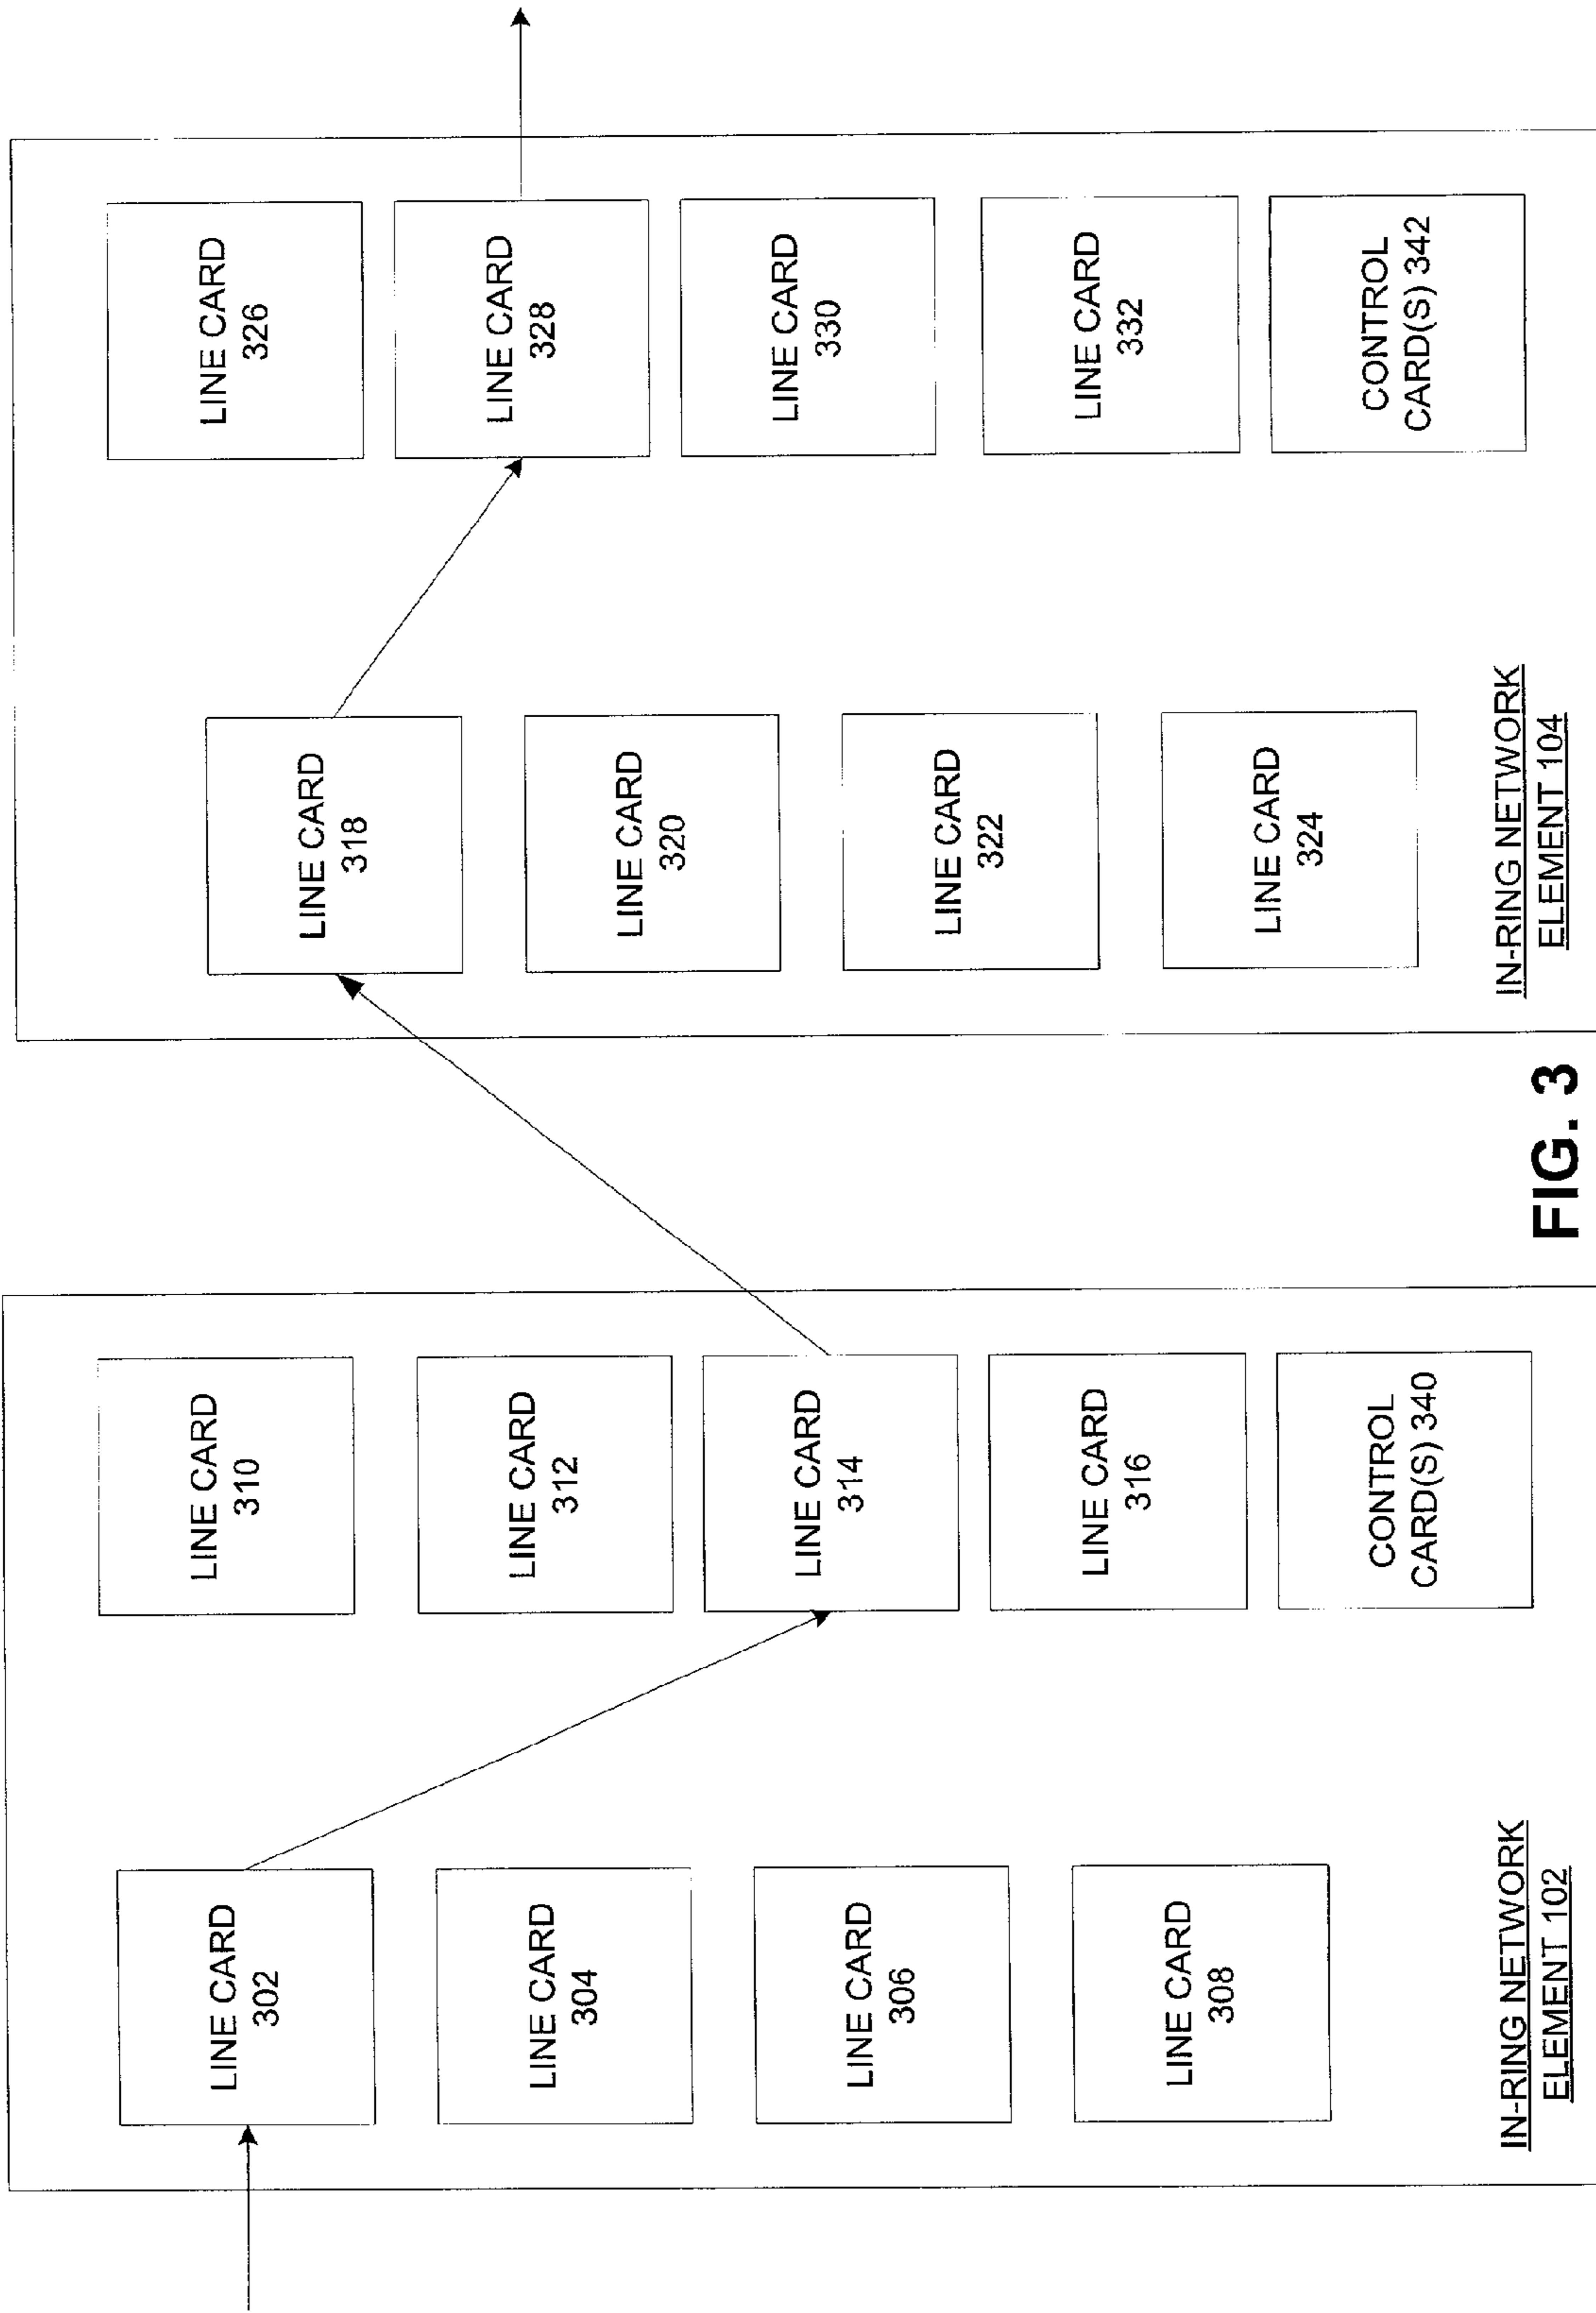 LINE CARD
302
LINE CARD
304
LINE CARD
306
LINE CARD
308
IN-RING NETWORK
ELEMENT 102
LINE CARD
310
LINE CARD
312
LINE CARD
314
LINE CARD
316
CONTROL
CARD(S) 340
LINE CARD
318
LINE CARD
320
LINE CARD
322
LINE CARD
324
IN-RING NETWORK
ELEMENT 104
LINE CARD
326
LINE CARD
328
LINE CARD
330
LINE CARD
332
CONTROL
CARD(S) 342
FIG. 3